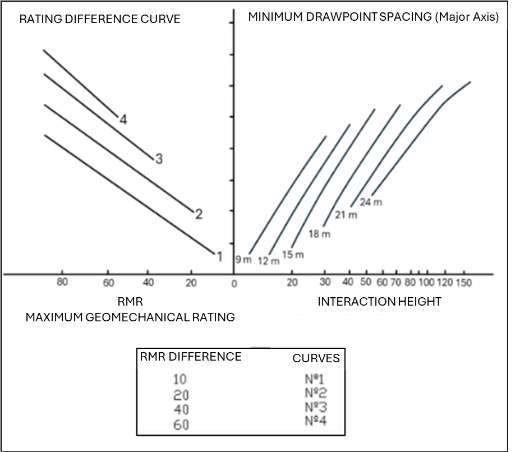 RATING DIFFERENCE CURVE
MINIMUM DRAWPOINT SPACING (Major Axis)
4
3
2
1
9 m
12 m
15 m
18 m
21 m
24 m
80 60 40 20 0 20 30 40 50 60 70 80 100 120 150
RMR
MAXIMUM GEOMECHANICAL RATING
INTERACTION HEIGHT
RMR DIFFERENCE CURVES
10 Nº1
20 Nº2
40 Nº3
60 Nº4